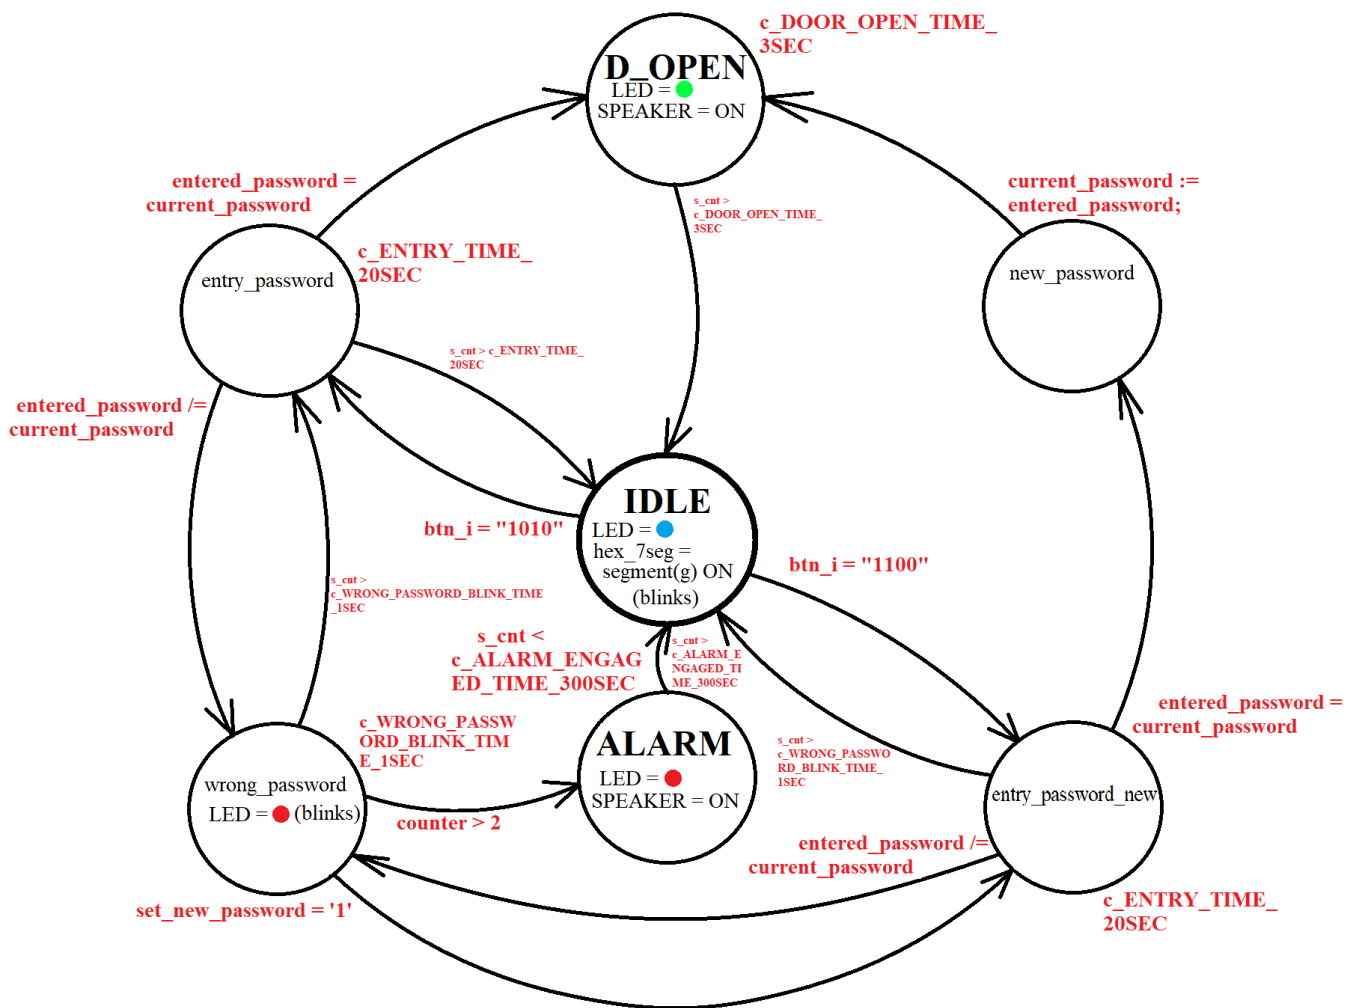 c_DOOR_OPEN_TIME_
3SEC
D_OPEN
LED =
SPEAKER = ON
entered_password =
current_password
current_password :=
entered_password;
s_cnt >
c_DOOR_OPEN_TIME_
3SEC
c_ENTRY_TIME_
20SEC
entry_password
new_password
s_cnt > c_ENTRY_TIME_
20SEC
entered_password /=
current_password
IDLE
LED =
hex_7seg =
segment(g) ON
(blinks)
btn_i = "1010"
btn_i = "1100"
s_cnt >
c_WRONG_PASSWORD_BLINK_TIME
_1SEC
s_cnt <
c_ALARM_ENGAG
ED_TIME_300SEC
s_cnt >
c_ALARM_E
NGAGED_TI
ME_300SEC
entered_password =
current_password
c_WRONG_PASSW
ORD_BLINK_TIM
E_1SEC
ALARM
LED =
SPEAKER = ON
s_cnt >
c_WRONG_PASSWO
RD_BLINK_TIME_
1SEC
wrong_password
LED = (blinks)
entry_password_new
counter > 2
entered_password /=
current_password
set_new_password = '1'
c_ENTRY_TIME_
20SEC